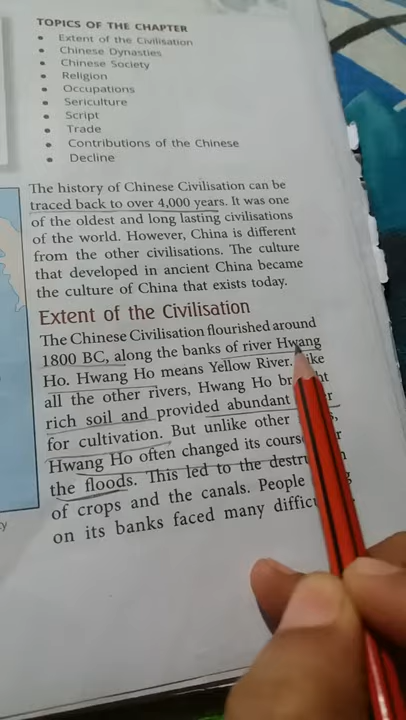 TOPICS OF THE CHAPTER
• Extent of the Civilisation
• Chinese Dynasties
• Chinese Society
• Religion
• Occupations
• Sericulture
• Script
• Trade
• Contributions of the Chinese
• Decline
The history of Chinese Civilisation can be
traced back to over 4,000 years. It was one
of the oldest and long lasting civilisations
of the world. However, China is different
from the other civilisations. The culture
that developed in ancient China became
the culture of China that exists today.
Extent of the Civilisation
The Chinese Civilisation flourished around
1800 BC, along the banks of river Hwang
Ho. Hwang Ho means Yellow River.
all the other rivers, Hwang Ho
rich soil and provided abundant
for cultivation. But unlike other
Hwang Ho often changed its
the floods. This led to the
of crops and the canals. People
on its banks faced many